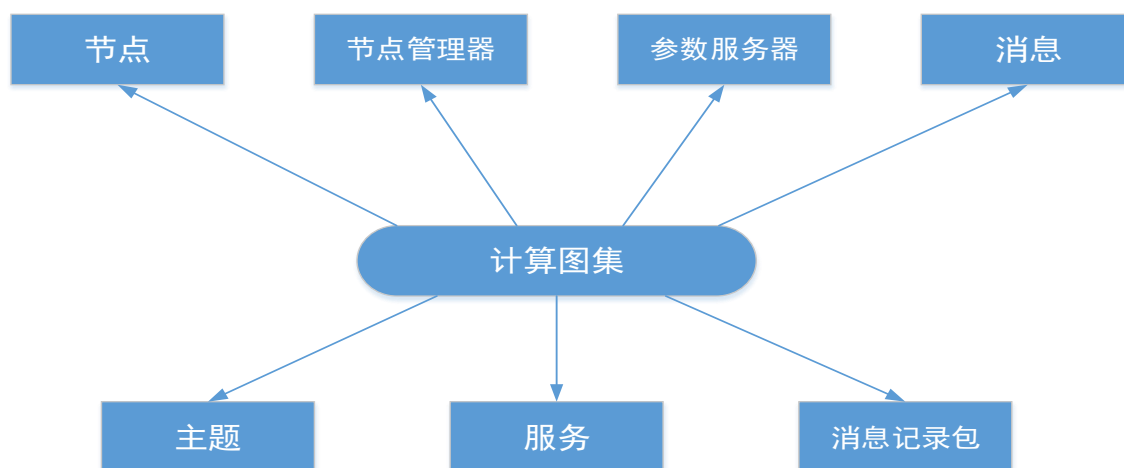 节点
节点管理器
参数服务器
消息
计算图集
主题
服务
消息记录包